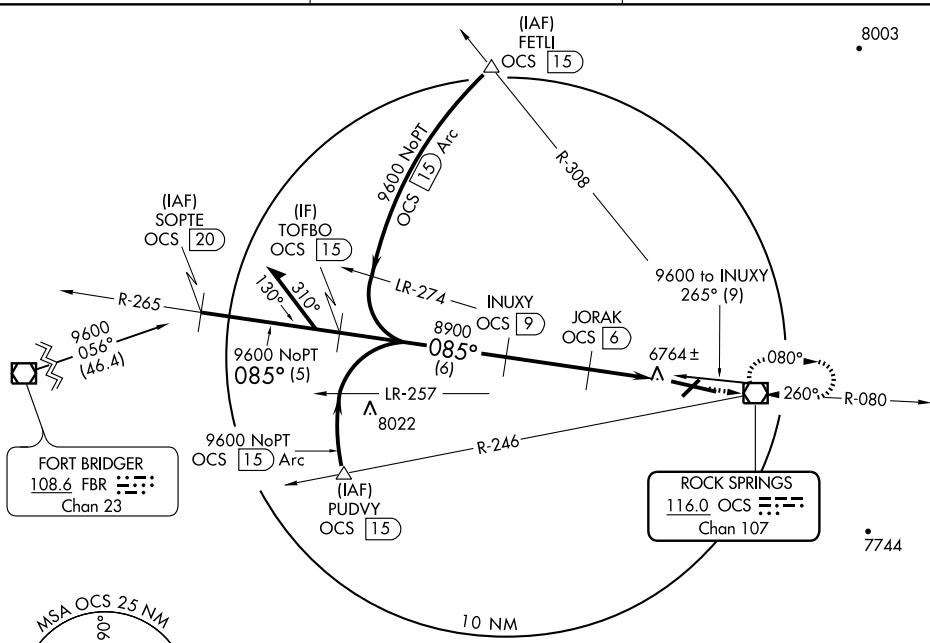 (IAF)
FETLI
OCS 15
8003
9600 NoPT
OCS 15 Arc
R-308
(IAF)
SOPTE
OCS 20
(IF)
TOFBO
OCS 15
R-265
130°
310°
LR-274
INUXY
OCS 9
9600 to INUXY
265° (9)
JORAK
OCS 6
9600
056°
(46.4)
9600 NoPT
085° (5)
8900
085°
(6)
6764±
080°
260°
R-080
LR-257
8022
R-246
9600 NoPT
OCS 15 Arc
(IAF)
PUDVY
OCS 15
FORT BRIDGER
108.6 FBR
Chan 23
ROCK SPRINGS
116.0 OCS
Chan 107
7744
10 NM
MSA OCS 25 NM
90°